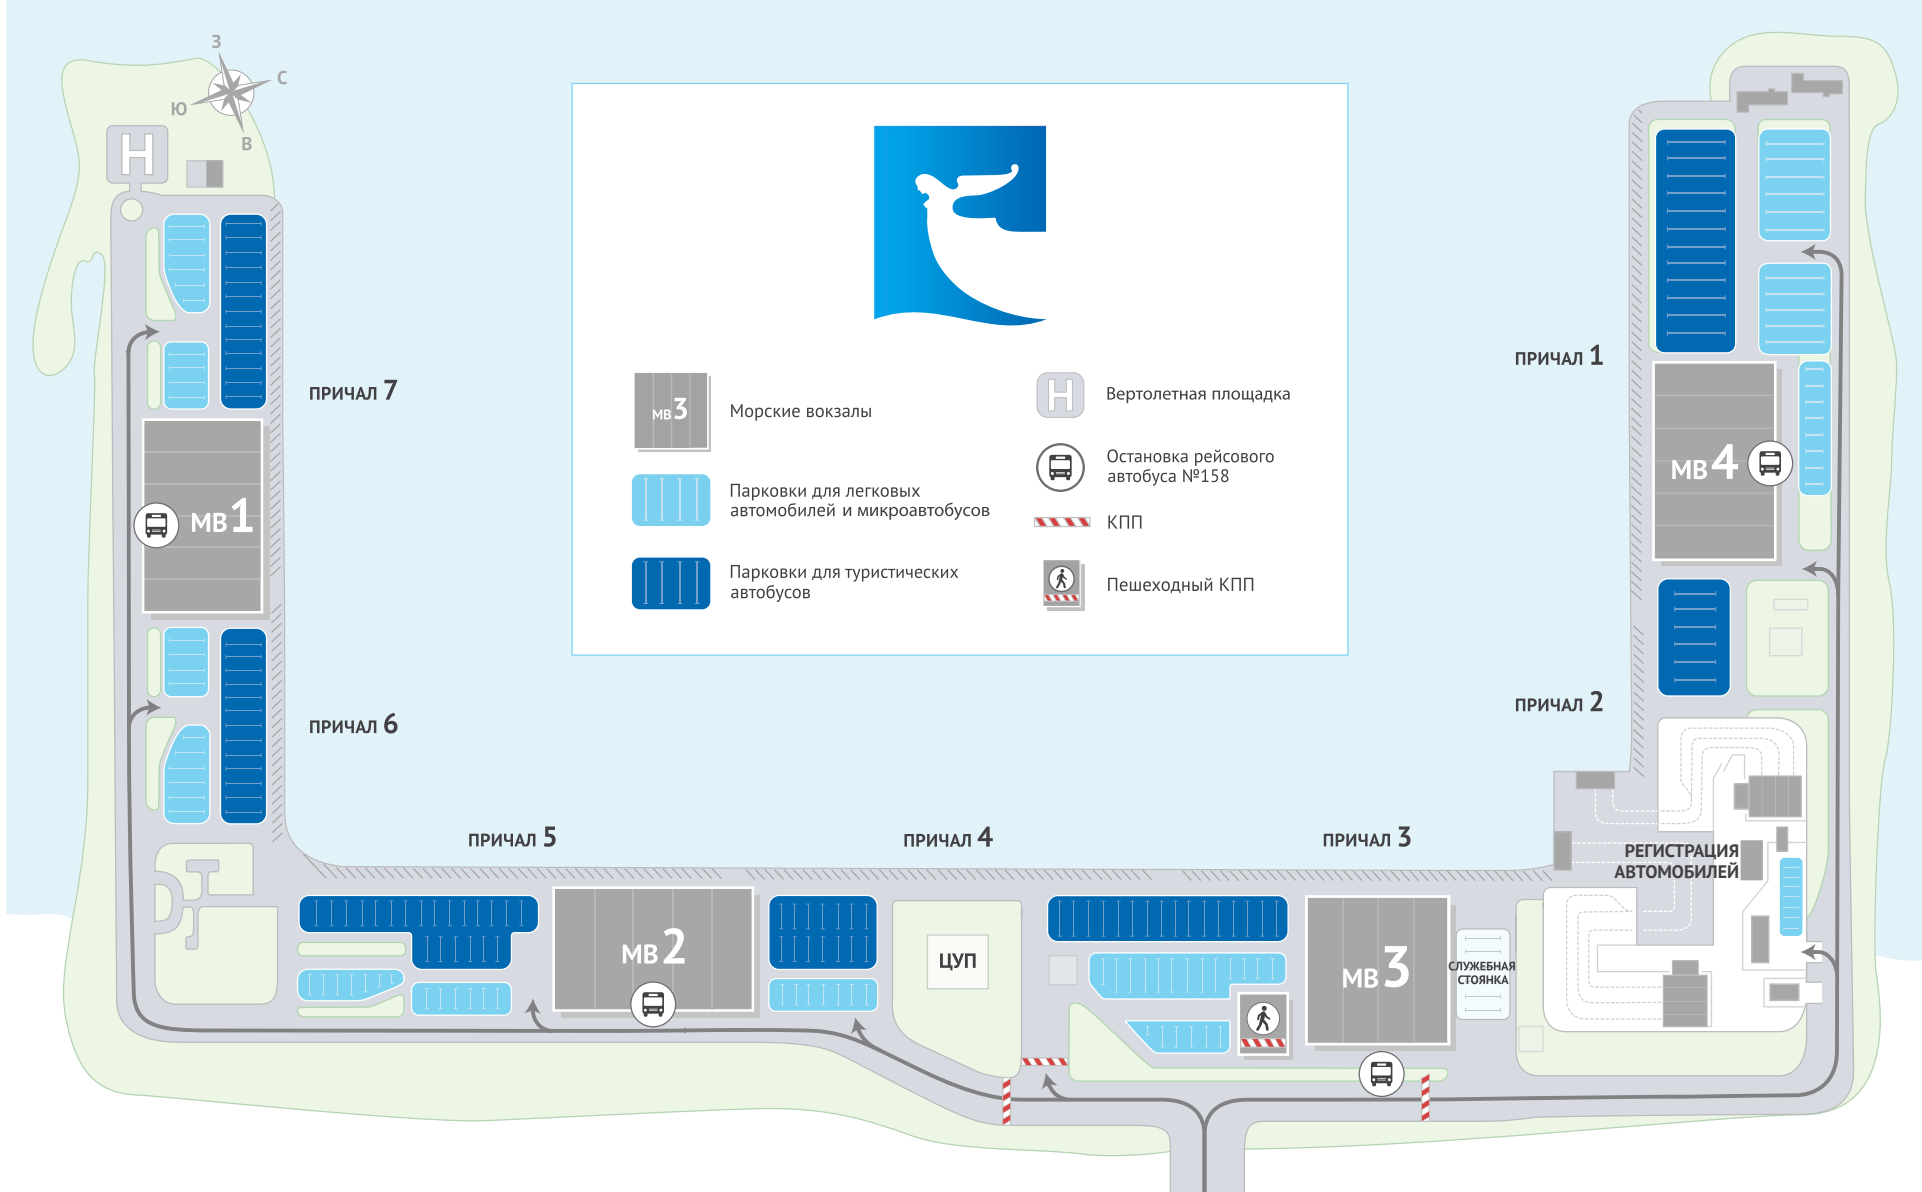 З
С
Ю
В
H
ПРИЧАЛ 7
МВ 1
ПРИЧАЛ 6
МВ 3
Морские вокзалы
Парковки для легковых
автомобилей и микроавтобусов
Парковки для туристических
автобусов
H
Вертолетная площадка
Остановка рейсового
автобуса №158
КПП
Пешеходный КПП
ПРИЧАЛ 1
МВ 4
ПРИЧАЛ 2
ПРИЧАЛ 5
ПРИЧАЛ 4
ПРИЧАЛ 3
РЕГИСТРАЦИЯ
АВТОМОБИЛЕЙ
МВ 2
ЦУП
МВ 3
СЛУЖЕБНАЯ
СТОЯНКА